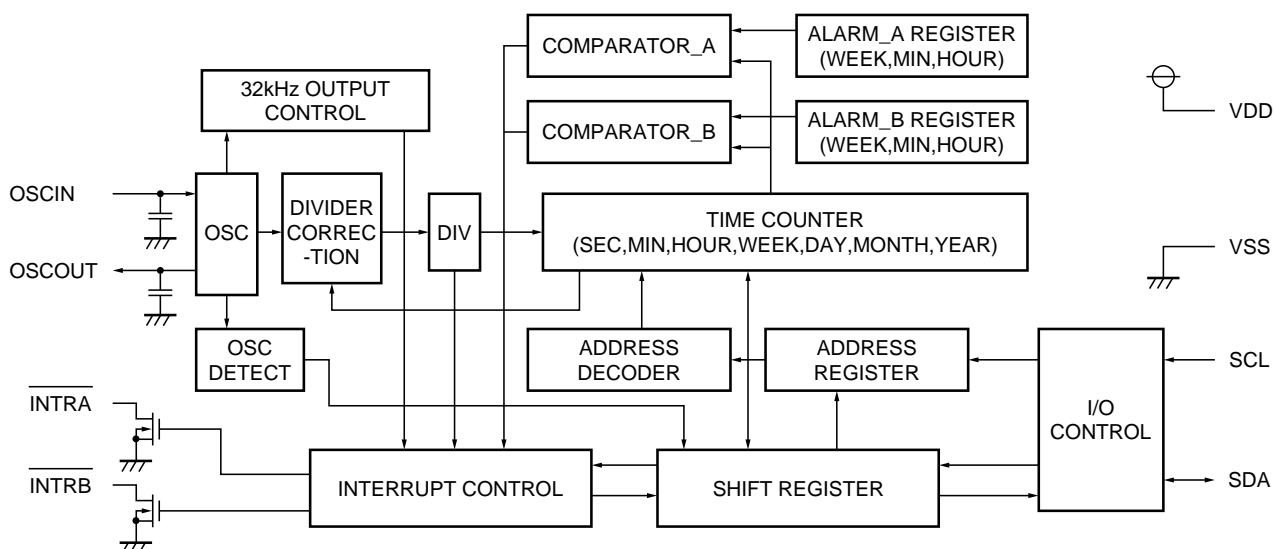 COMPARATOR_A
ALARM_A REGISTER
(WEEK,MIN,HOUR)
32kHz OUTPUT
CONTROL
COMPARATOR_B
ALARM_B REGISTER
(WEEK,MIN,HOUR)
VDD
OSCIN
OSC
DIVIDER
CORREC
-TION
DIV
TIME COUNTER
(SEC,MIN,HOUR,WEEK,DAY,MONTH,YEAR)
VSS
OSCOUT
OSC
DETECT
ADDRESS
DECODER
ADDRESS
REGISTER
I/O
CONTROL
SCL
INTRA
INTRB
INTERRUPT CONTROL
SHIFT REGISTER
SDA